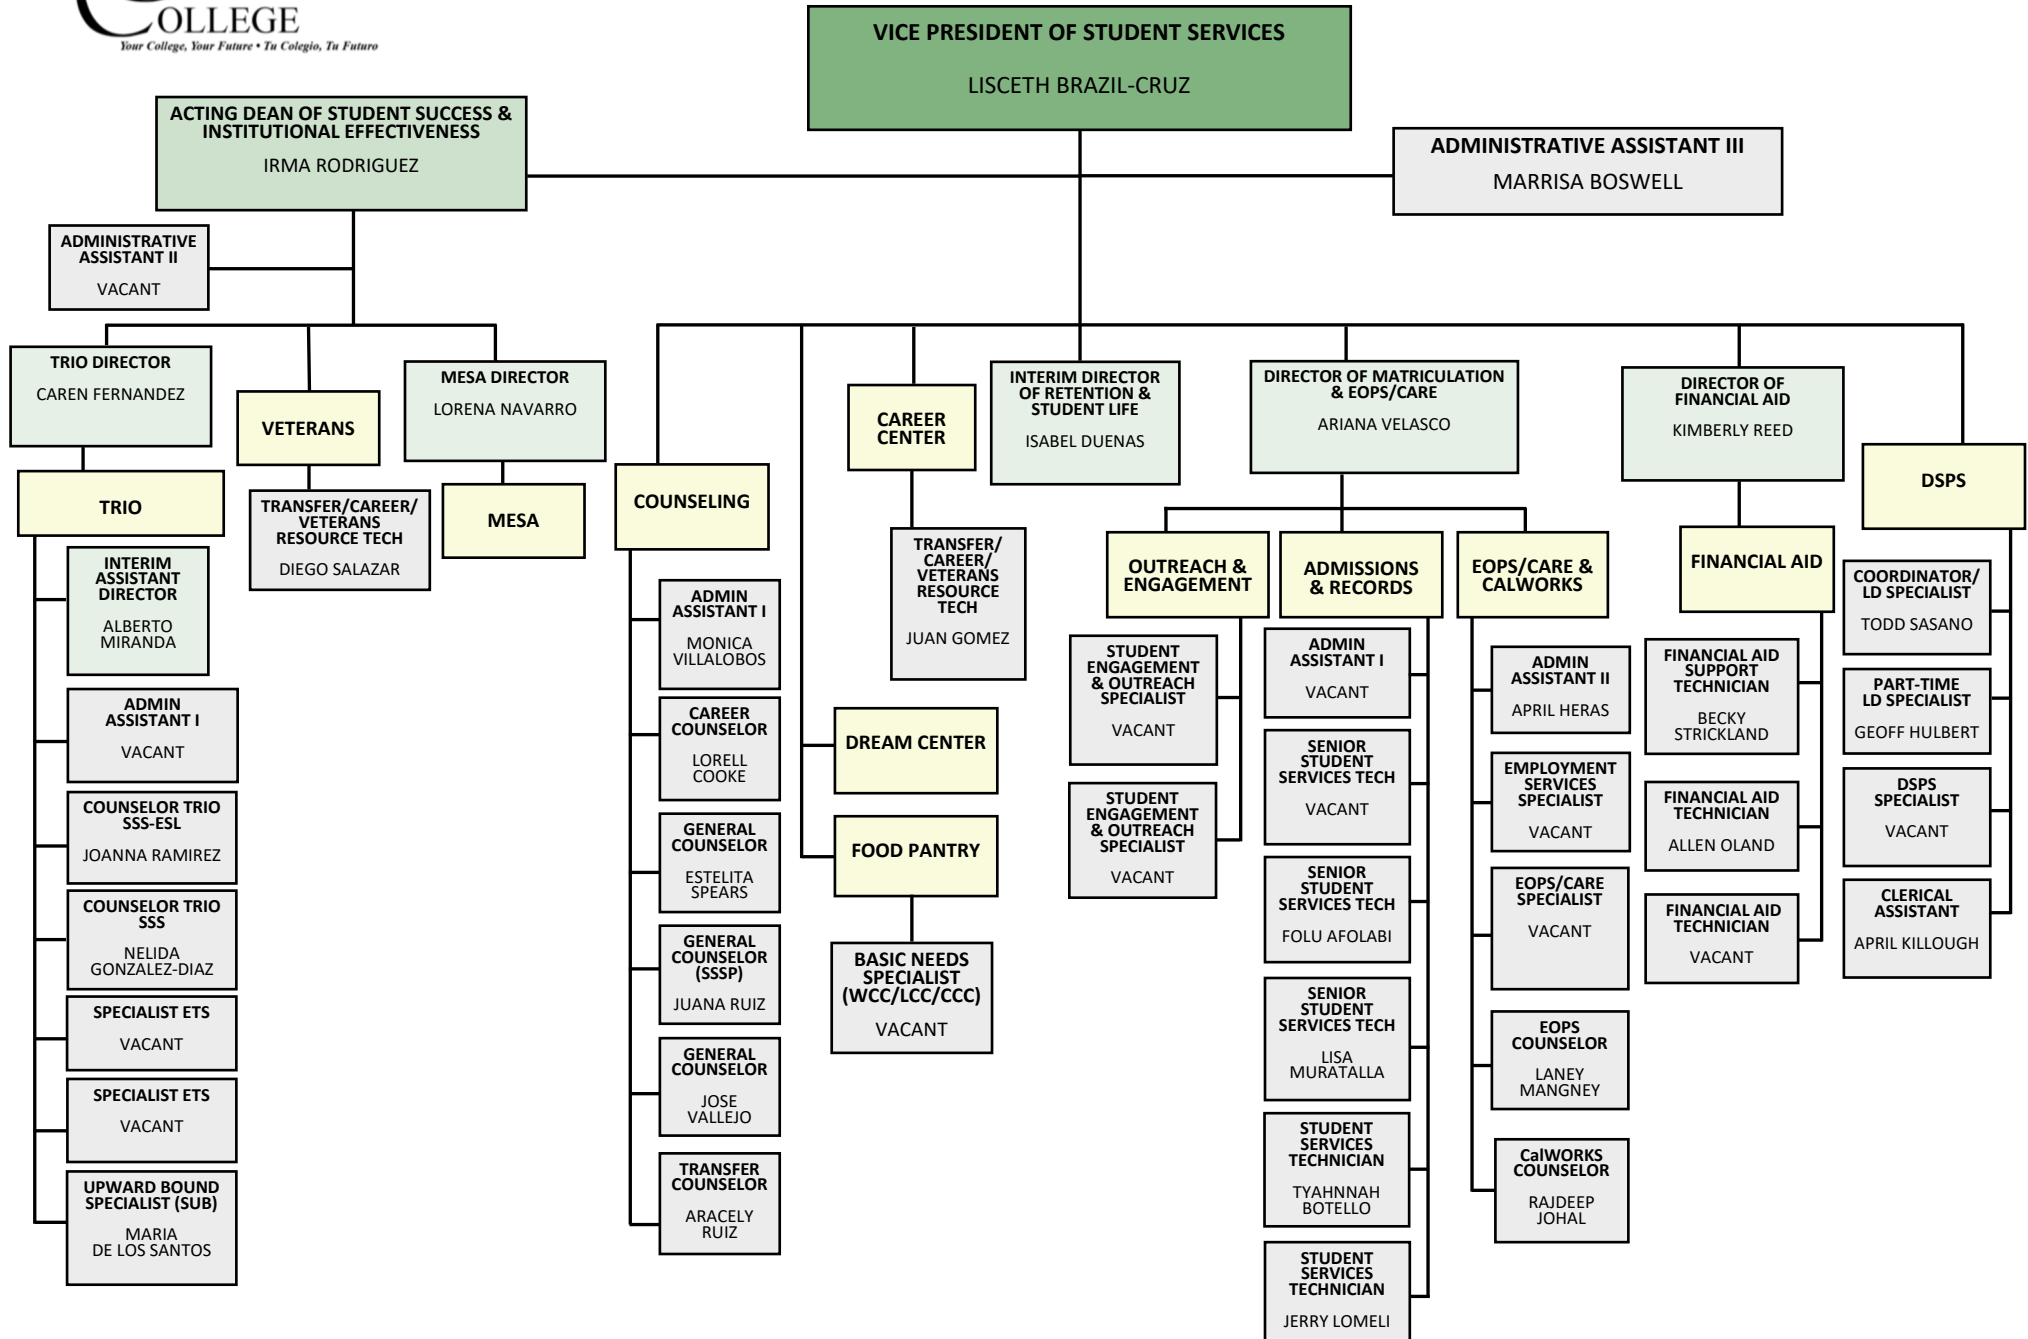 COLLEGE
Your College, Your Future • Tu Colegio, Tu Futuro
VICE PRESIDENT OF STUDENT SERVICES
LISCETH BRAZIL-CRUZ
ACTING DEAN OF STUDENT SUCCESS &
INSTITUTIONAL EFFECTIVENESS
IRMA RODRIGUEZ
ADMINISTRATIVE ASSISTANT III
MARRISA BOSWELL
ADMINISTRATIVE
ASSISTANT II
VACANT
TRIO DIRECTOR
CAREN FERNANDEZ
VETERANS
MESA DIRECTOR
LORENA NAVARRO
TRIO
TRANSFER/CAREER/
VETERANS
RESOURCE TECH
DIEGO SALAZAR
MESA
INTERIM
ASSISTANT
DIRECTOR
ALBERTO
MIRANDA
ADMIN
ASSISTANT I
VACANT
COUNSELOR TRIO
SSS-ESL
JOANNA RAMIREZ
COUNSELOR TRIO
SSS
NELIDA
GONZALEZ-DIAZ
SPECIALIST ETS
VACANT
SPECIALIST ETS
VACANT
UPWARD BOUND
SPECIALIST (SUB)
MARIA
DE LOS SANTOS
COUNSELING
ADMIN
ASSISTANT I
MONICA
VILLALOBOS
CAREER
COUNSELOR
LORELL
COOKE
GENERAL
COUNSELOR
ESTELITA
SPEARS
GENERAL
COUNSELOR
(SSSP)
JUANA RUIZ
GENERAL
COUNSELOR
JOSE
VALLEJO
TRANSFER
COUNSELOR
ARACELY
RUIZ
CAREER
CENTER
TRANSFER/
CAREER/
VETERANS
RESOURCE
TECH
JUAN GOMEZ
DREAM CENTER
FOOD PANTRY
BASIC NEEDS
SPECIALIST
(WCC/LCC/CCC)
VACANT
INTERIM DIRECTOR
OF RETENTION &
STUDENT LIFE
ISABEL DUENAS
DIRECTOR OF MATRICULATION
& EOPS/CARE
ARIANA VELASCO
OUTREACH &
ENGAGEMENT
STUDENT
ENGAGEMENT
& OUTREACH
SPECIALIST
VACANT
STUDENT
ENGAGEMENT
& OUTREACH
SPECIALIST
VACANT
ADMISSIONS
& RECORDS
ADMIN
ASSISTANT I
VACANT
SENIOR
STUDENT
SERVICES TECH
VACANT
SENIOR
STUDENT
SERVICES TECH
FOLU AFOLABI
SENIOR
STUDENT
SERVICES TECH
LISA
MURATALLA
STUDENT
SERVICES
TECHNICIAN
TYAHNNAH
BOTELLO
STUDENT
SERVICES
TECHNICIAN
JERRY LOMELI
EOPS/CARE &
CALWORKS
ADMIN
ASSISTANT II
APRIL HERAS
EMPLOYMENT
SERVICES
SPECIALIST
VACANT
EOPS/CARE
SPECIALIST
VACANT
EOPS
COUNSELOR
LANEY
MANGNEY
CalWORKS
COUNSELOR
RAJDEEP
JOHAL
DIRECTOR OF
FINANCIAL AID
KIMBERLY REED
FINANCIAL AID
FINANCIAL AID
SUPPORT
TECHNICIAN
BECKY
STRICKLAND
FINANCIAL AID
TECHNICIAN
ALLEN OLAND
FINANCIAL AID
TECHNICIAN
VACANT
DSPS
COORDINATOR/
LD SPECIALIST
TODD SASANO
PART-TIME
LD SPECIALIST
GEOFF HULBERT
DSPS
SPECIALIST
VACANT
CLERICAL
ASSISTANT
APRIL KILLOUGH